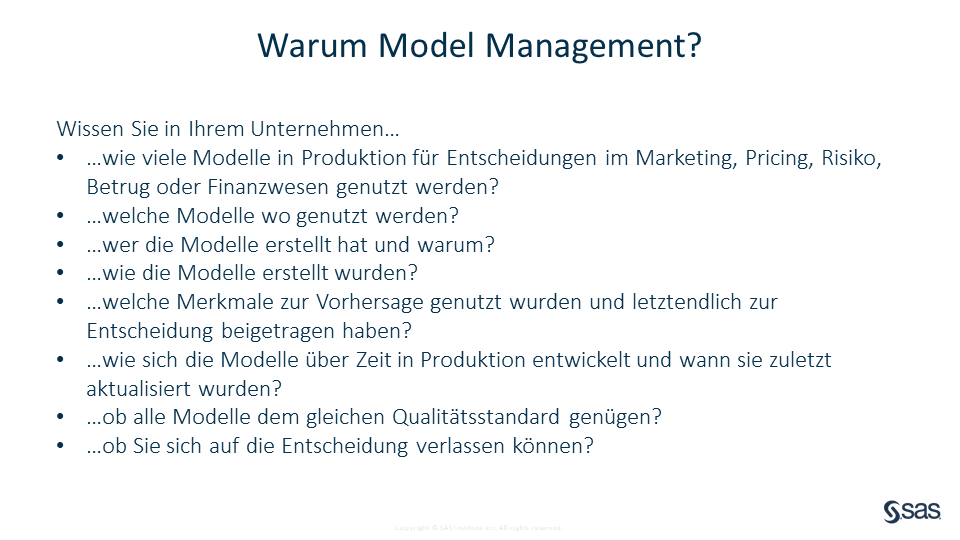 Warum Model Management?
Wissen Sie in Ihrem Unternehmen…
• …wie viele Modelle in Produktion für Entscheidungen im Marketing, Pricing, Risiko,
Betrug oder Finanzwesen genutzt werden?
• …welche Modelle wo genutzt werden?
• …wer die Modelle erstellt hat und warum?
• …wie die Modelle erstellt wurden?
• …welche Merkmale zur Vorhersage genutzt wurden und letztendlich zur
Entscheidung beigetragen haben?
• …wie sich die Modelle über Zeit in Produktion entwickelt und wann sie zuletzt
aktualisiert wurden?
• …ob alle Modelle dem gleichen Qualitätsstandard genügen?
• …ob Sie sich auf die Entscheidung verlassen können?
sas
Copyright © SAS Institute Inc. All rights reserved.